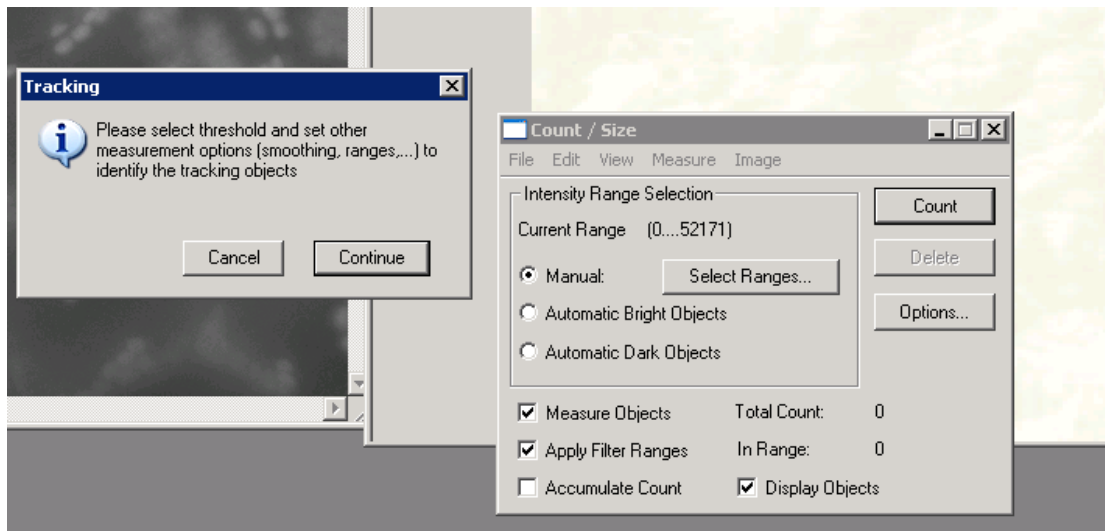 Tracking
Please select threshold and set other
measurement options (smoothing, ranges,...) to
identify the tracking objects
Cancel
Continue
Count / Size
File Edit View Measure Image
Intensity Range Selection
Current Range (0....52171)
Manual:
Select Ranges...
Automatic Bright Objects
Automatic Dark Objects
Count
Delete
Options...
Measure Objects
Total Count: 0
Apply Filter Ranges
In Range: 0
Accumulate Count
Display Objects